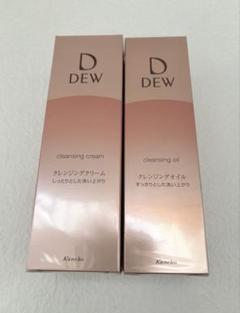 D
DEW
cleansing cream
クレンジングクリーム
しっとりとした洗い上がり
Kanebo
D
DEW
cleansing oil
クレンジングオイル
すっきりとした洗い上がり
Kanebo